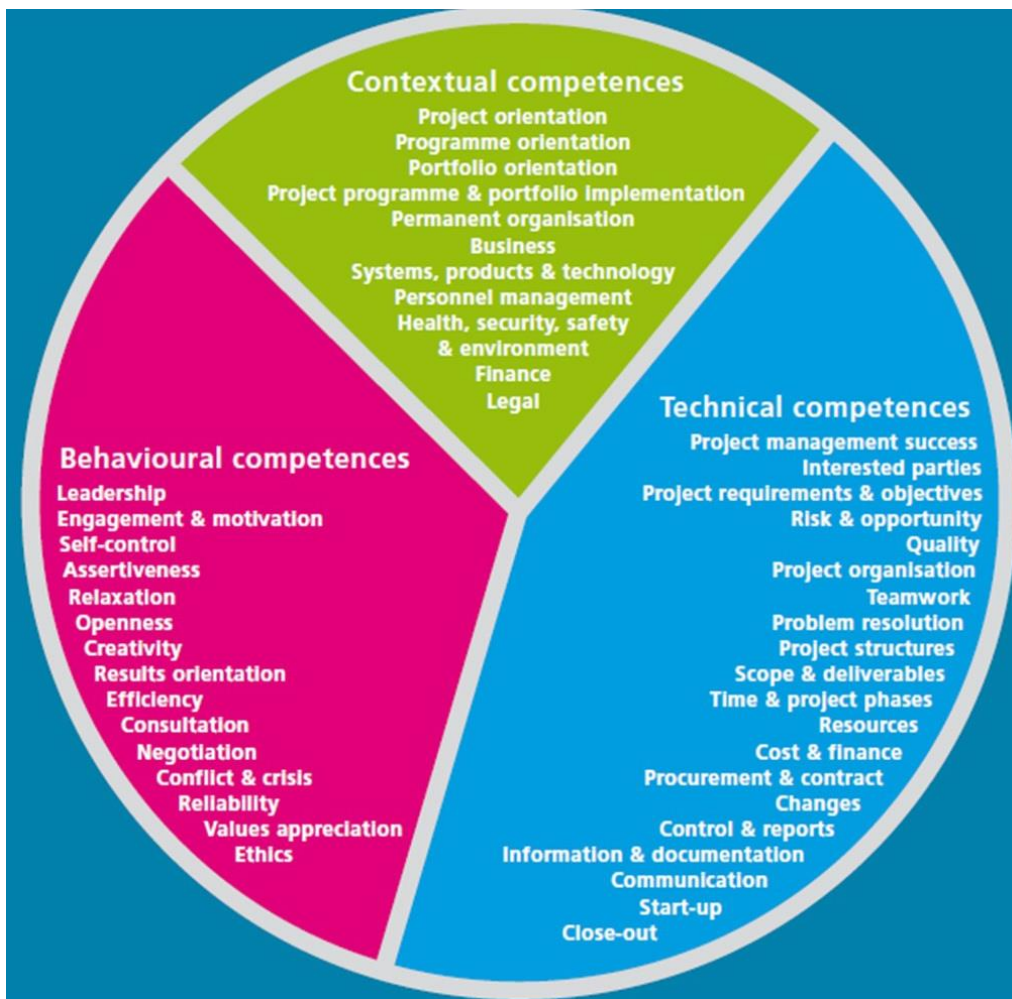 Contextual competences
Project orientation
Programme orientation
Portfolio orientation
Project programme & portfolio implementation
Permanent organisation
Business
Systems, products & technology
Personnel management
Health, security, safety
& environment
Finance
Legal
Behavioural competences
Leadership
Engagement & motivation
Self-control
Assertiveness
Relaxation
Openness
Creativity
Results orientation
Efficiency
Consultation
Negotiation
Conflict & crisis
Reliability
Values appreciation
Ethics
Technical competences
Project management success
Interested parties
Project requirements & objectives
Risk & opportunity
Quality
Project organisation
Teamwork
Problem resolution
Project structures
Scope & deliverables
Time & project phases
Resources
Cost & finance
Procurement & contract
Changes
Control & reports
Information & documentation
Communication
Start-up
Close-out